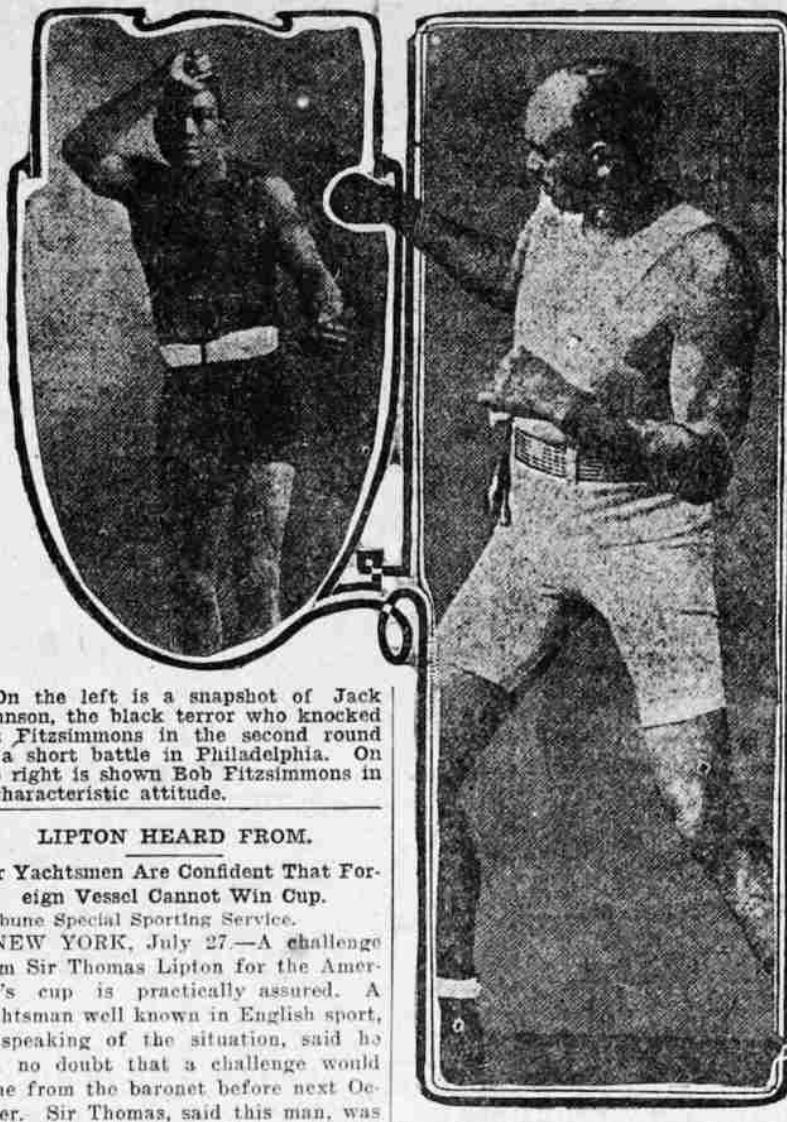 On the left is a snapshot of Jack
hnson, the black terror who knocked
Fitzsimmons in the second round
a short battle in Philadelphia. On
right is shown Bob Fitzsimmons in
characteristic attitude.
LIPTON HEARD FROM.
r Yachtsmen Are Confident That For-
eign Vessel Cannot Win Cup.
bune Special Sporting Service.
NEW YORK, July 27.—A challenge
m Sir Thomas Lipton for the Amer-
's cup is practically assured. A
htsman well known in English sport,
speaking of the situation, said he
no doubt that a challenge would
ne from the baronet before next Oc-
er. Sir Thomas, said this man, was